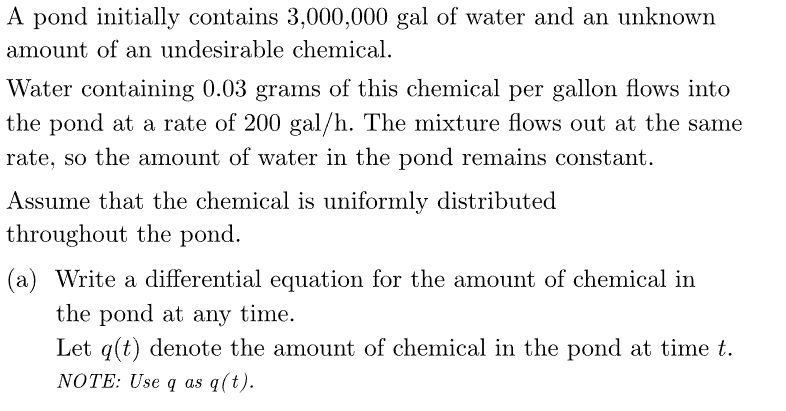 A pond initially contains 3,000,000 gal of water and an unknown
amount of an undesirable chemical.
Water containing 0.03 grams of this chemical per gallon flows into
the pond at a rate of 200 gal/h. The mixture flows out at the same
rate, so the amount of water in the pond remains constant.
Assume that the chemical is uniformly distributed
throughout the pond.
(a) Write a differential equation for the amount of chemical in
the pond at any time.
Let q(t) denote the amount of chemical in the pond at time t.
NOTE: Use q as q(t).